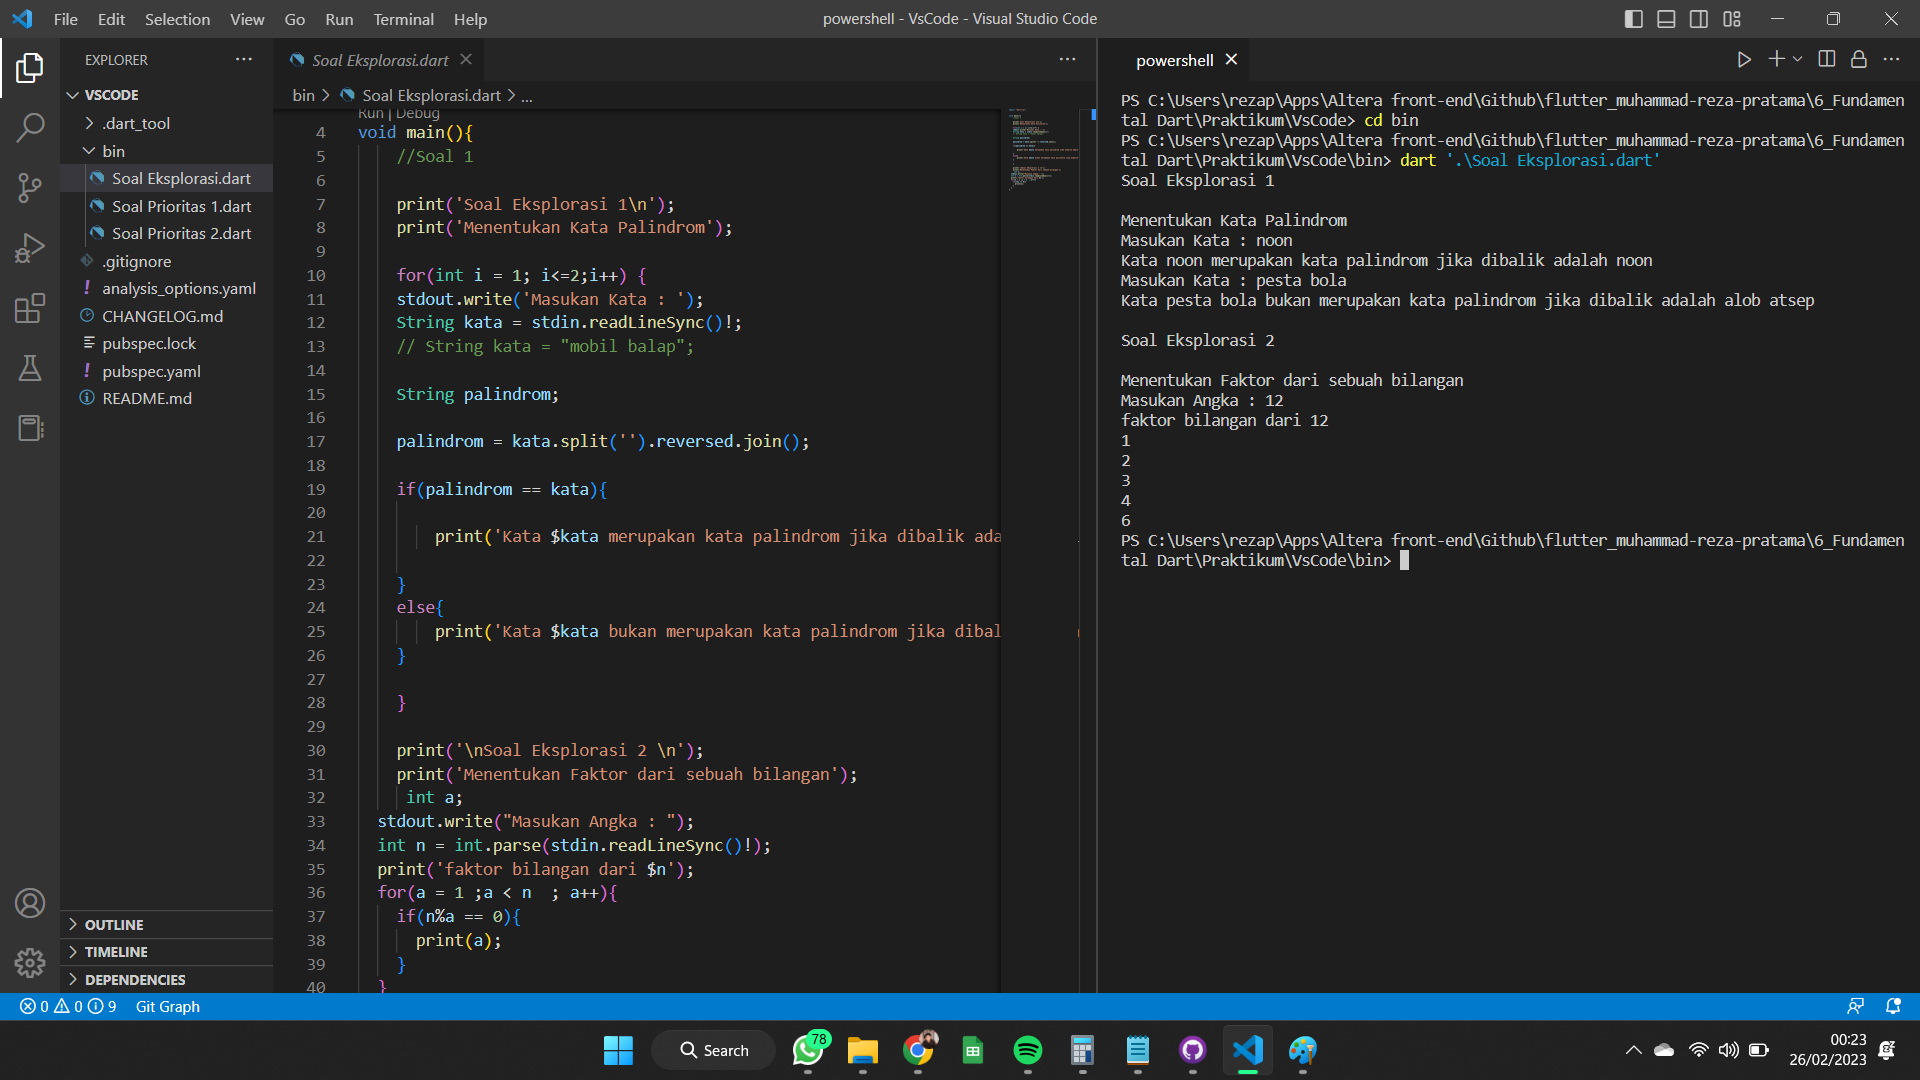 File Edit Selection View Go Run Terminal Help
powershell - VsCode - Visual Studio Code
EXPLORER
VSCODE
.dart_tool
bin
Soal Eksplorasi.dart
Soal Prioritas 1.dart
Soal Prioritas 2.dart
.gitignore
analysis_options.yaml
CHANGELOG.md
pubspec.lock
pubspec.yaml
README.md
OUTLINE
TIMELINE
DEPENDENCIES
Soal Eksplorasi.dart
bin > Soal Eksplorasi.dart > ...
Run | Debug
4 void main(){
5 //Soal 1
6
7 print('Soal Eksplorasi 1\n');
8 print('Menentukan Kata Palindrom');
9
10 for(int i = 1; i<=2;i++) {
11 stdout.write('Masukan Kata : ');
12 String kata = stdin.readLineSync()!;
13 // String kata = "mobil balap";
14
15 String palindrom;
16
17 palindrom = kata.split('').reversed.join();
18
19 if(palindrom == kata){
20
21 print('Kata $kata merupakan kata palindrom jika dibalik ada
22
23 }
24 else{
25 print('Kata $kata bukan merupakan kata palindrom jika dibal
26 }
27
28 }
29
30 print('\nSoal Eksplorasi 2 \n');
31 print('Menentukan Faktor dari sebuah bilangan');
32 int a;
33 stdout.write("Masukan Angka : ");
34 int n = int.parse(stdin.readLineSync()!);
35 print('faktor bilangan dari $n');
36 for(a = 1 ;a < n  ; a++){
37 if(n%a == 0){
38 print(a);
39 }
40 }
powershell
PS C:\Users\rezap\Apps\Altera front-end\Github\flutter_muhammad-reza-pratama\6_Fundamen
tal Dart\Praktikum\VsCode> cd bin
PS C:\Users\rezap\Apps\Altera front-end\Github\flutter_muhammad-reza-pratama\6_Fundamen
tal Dart\Praktikum\VsCode\bin> dart '.\Soal Eksplorasi.dart'
Soal Eksplorasi 1
Menentukan Kata Palindrom
Masukan Kata : noon
Kata noon merupakan kata palindrom jika dibalik adalah noon
Masukan Kata : pesta bola
Kata pesta bola bukan merupakan kata palindrom jika dibalik adalah alob atsep
Soal Eksplorasi 2
Menentukan Faktor dari sebuah bilangan
Masukan Angka : 12
faktor bilangan dari 12
1
2
3
4
6
PS C:\Users\rezap\Apps\Altera front-end\Github\flutter_muhammad-reza-pratama\6_Fundamen
tal Dart\Praktikum\VsCode\bin>
0 0 9 Git Graph
Search
78
00:23
26/02/2023